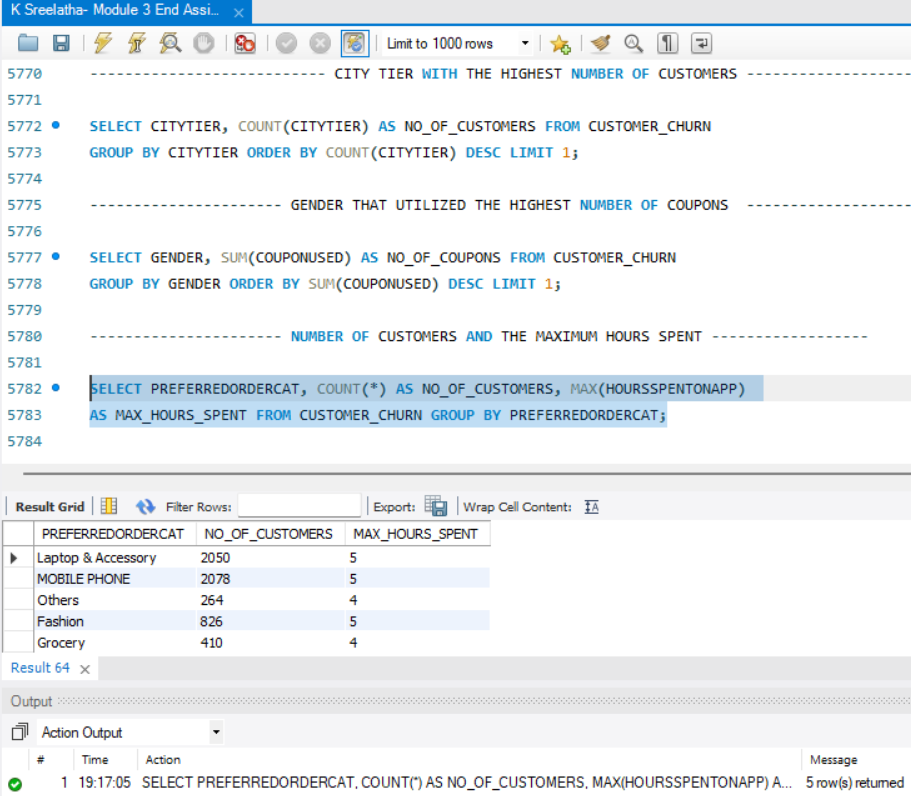 K Sreelatha- Module 3 End Assi...
Limit to 1000 rows
5770 --------------------------- CITY TIER WITH THE HIGHEST NUMBER OF CUSTOMERS -------------------
5771
5772 SELECT CITYTIER, COUNT(CITYTIER) AS NO_OF_CUSTOMERS FROM CUSTOMER_CHURN
5773 GROUP BY CITYTIER ORDER BY COUNT(CITYTIER) DESC LIMIT 1;
5774
5775 ---------------------- GENDER THAT UTILIZED THE HIGHEST NUMBER OF COUPONS -------------------
5776
5777 SELECT GENDER, SUM(COUPONUSED) AS NO_OF_COUPONS FROM CUSTOMER_CHURN
5778 GROUP BY GENDER ORDER BY SUM(COUPONUSED) DESC LIMIT 1;
5779
5780 ---------------------- NUMBER OF CUSTOMERS AND THE MAXIMUM HOURS SPENT ------------------
5781
5782 SELECT PREFERREDORDERCAT, COUNT(*) AS NO_OF_CUSTOMERS, MAX(HOURSSPENTONAPP)
5783 AS MAX_HOURS_SPENT FROM CUSTOMER_CHURN GROUP BY PREFERREDORDERCAT;
5784
Result Grid Filter Rows: Export: Wrap Cell Content:
PREFERREDORDERCAT NO_OF_CUSTOMERS MAX_HOURS_SPENT
Laptop & Accessory 2050 5
MOBILE PHONE 2078 5
Others 264 4
Fashion 826 5
Grocery 410 4
Result 64
Output
Action Output
# Time Action Message
1 19:17:05 SELECT PREFERREDORDERCAT, COUNT(*) AS NO_OF_CUSTOMERS, MAX(HOURSSPENTONAPP) A... 5 row(s) returned